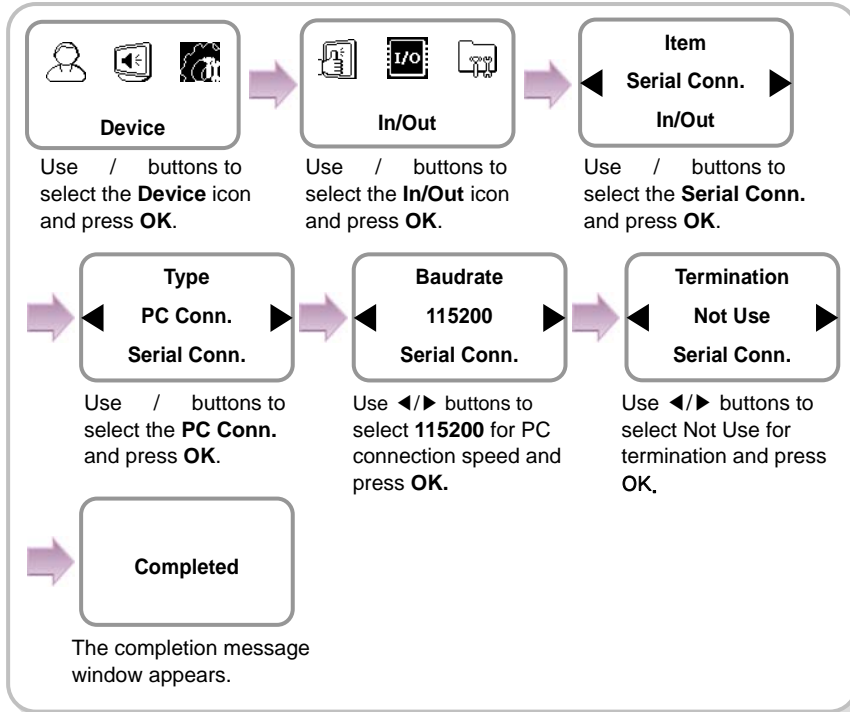 I/O
Device
Use / buttons to
select the Device icon
and press OK.
In/Out
Use / buttons to
select the In/Out icon
and press OK.
Item
◀ Serial Conn. ▶
In/Out
Use / buttons to
select the Serial Conn.
and press OK.
Type
◀ PC Conn. ▶
Serial Conn.
Use / buttons to
select the PC Conn.
and press OK.
Baudrate
◀ 115200 ▶
Serial Conn.
Use ◀/▶ buttons to
select 115200 for PC
connection speed and
press OK.
Termination
◀ Not Use ▶
Serial Conn.
Use ◀/▶ buttons to
select Not Use for
termination and press
OK.
Completed
The completion message
window appears.